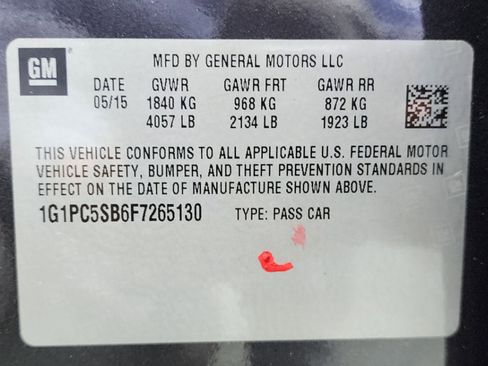 GM
MFD BY GENERAL MOTORS LLC
DATE GVWR GAWR FRT GAWR RR
05/15 1840 KG 968 KG 872 KG
4057 LB 2134 LB 1923 LB
THIS VEHICLE CONFORMS TO ALL APPLICABLE U.S. FEDERAL MOTOR
VEHICLE SAFETY, BUMPER, AND THEFT PREVENTION STANDARDS IN
EFFECT ON THE DATE OF MANUFACTURE SHOWN ABOVE.
1G1PC5SB6F7265130 TYPE: PASS CAR